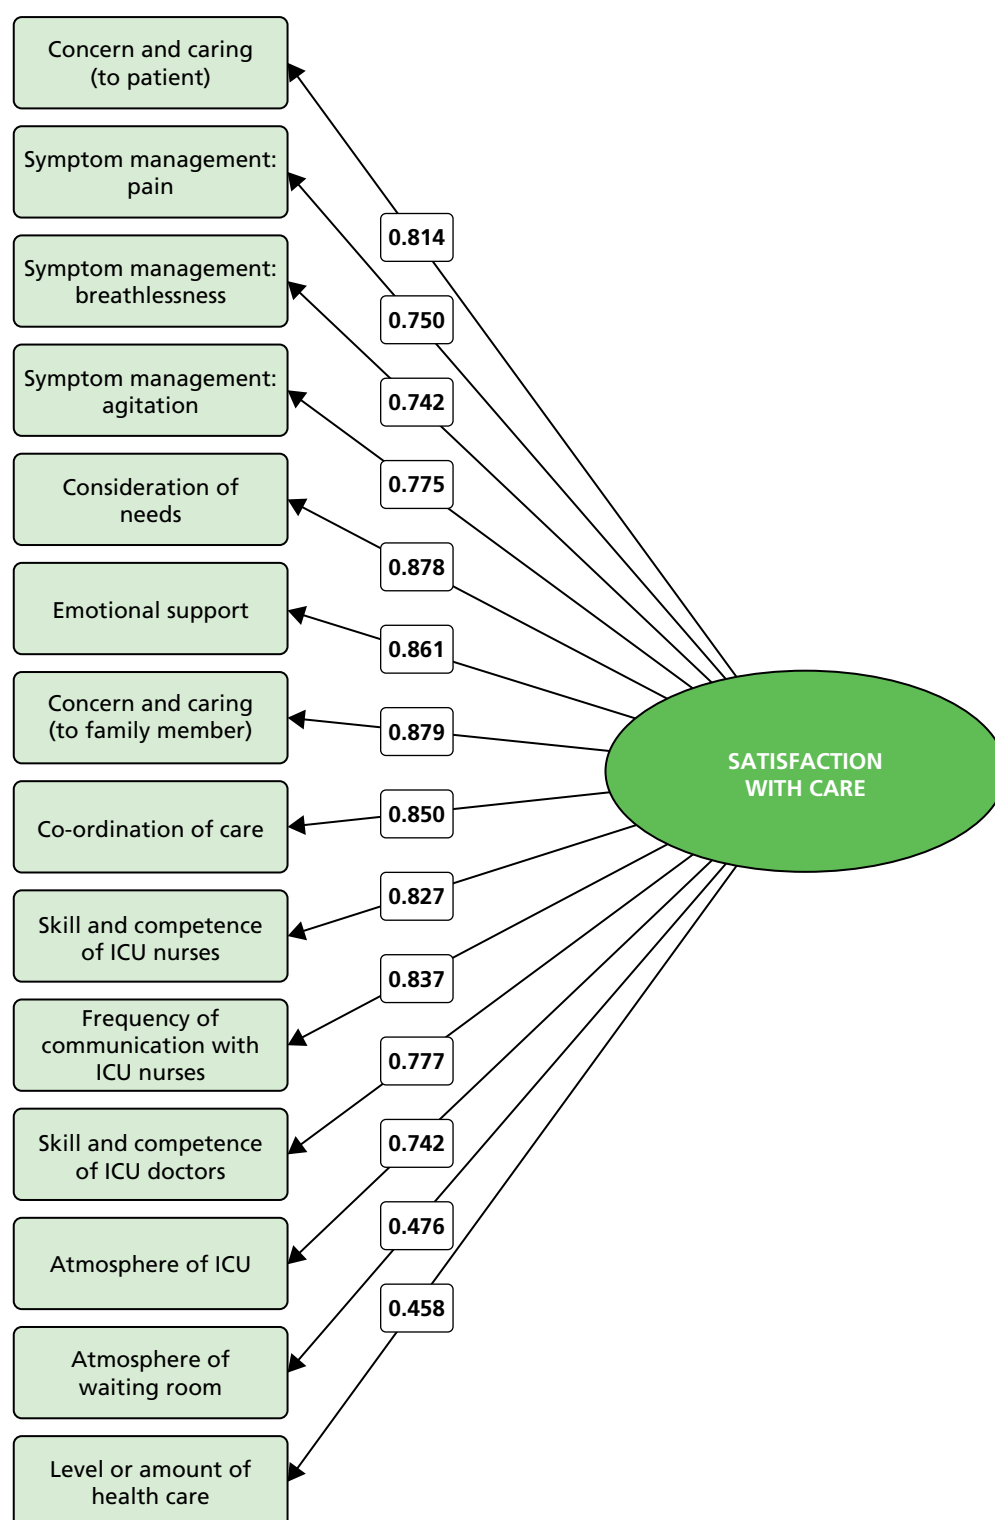 Concern and caring
(to patient)
Symptom management:
pain
Symptom management:
breathlessness
Symptom management:
agitation
Consideration of
needs
Emotional support
Concern and caring
(to family member)
Co-ordination of care
Skill and competence
of ICU nurses
Frequency of
communication with
ICU nurses
Skill and competence
of ICU doctors
Atmosphere of ICU
Atmosphere of
waiting room
Level or amount of
health care
0.814
0.750
0.742
0.775
0.878
0.861
0.879
0.850
0.827
0.837
0.777
0.742
0.476
0.458
SATISFACTION
WITH CARE